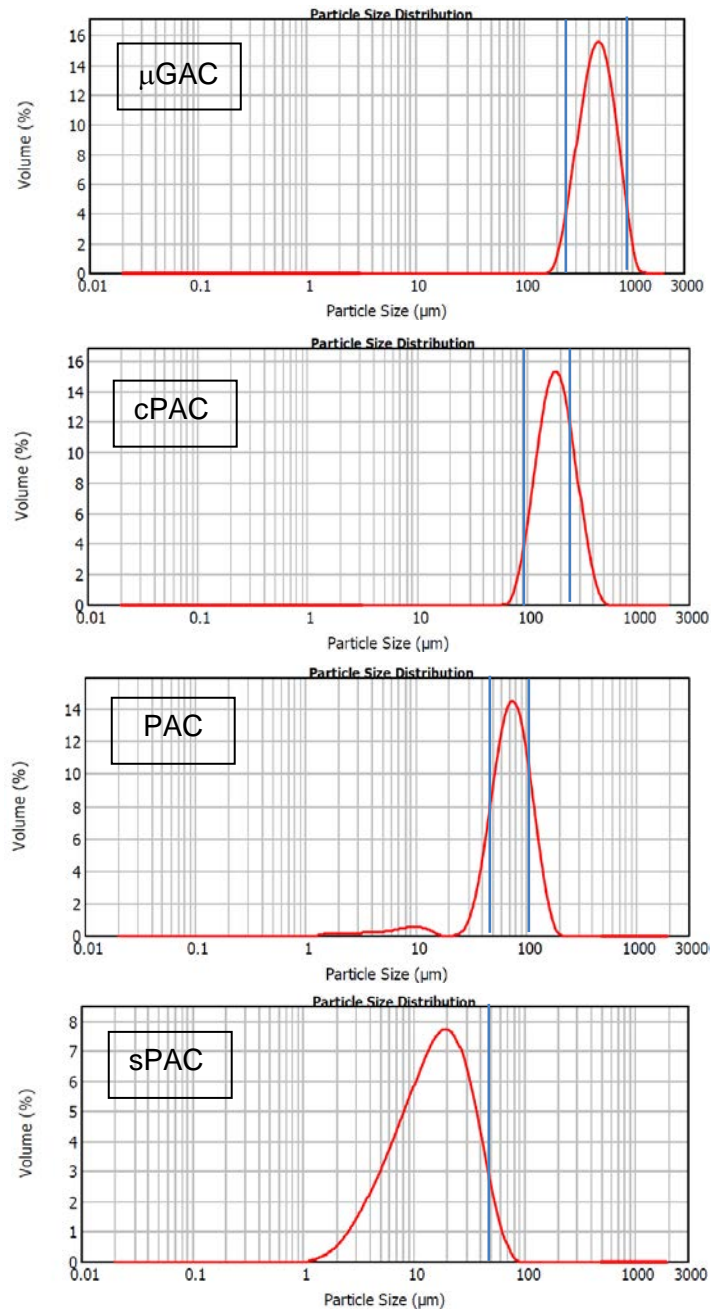 Particle Size Distribution
16
14
12
10
8
6
4
2
0
Volume (%)
μGAC
0.01 0.1 1 10 100 1000 3000
Particle Size (µm)
Particle Size Distribution
16
14
12
10
8
6
4
2
0
Volume (%)
cPAC
0.01 0.1 1 10 100 1000 3000
Particle Size (µm)
Particle Size Distribution
14
12
10
8
6
4
2
0
Volume (%)
PAC
0.01 0.1 1 10 100 1000 3000
Particle Size (µm)
Particle Size Distribution
8
7
6
5
4
3
2
1
0
Volume (%)
sPAC
0.01 0.1 1 10 100 1000 3000
Particle Size (µm)